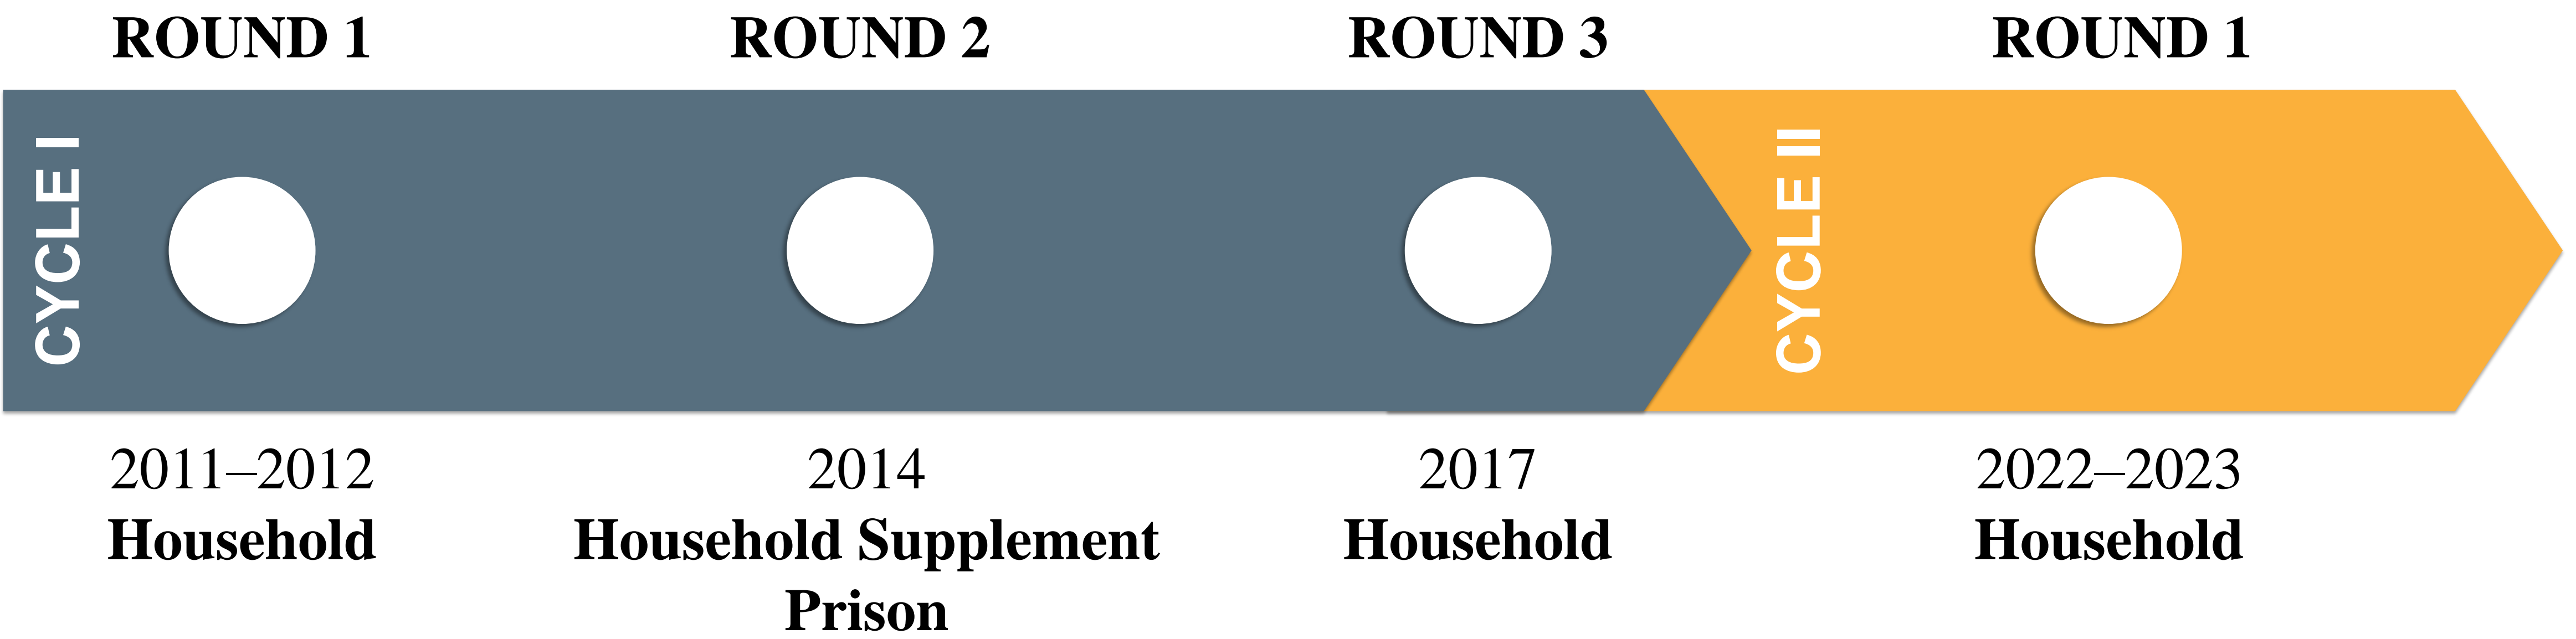 ROUND 1
ROUND 2
ROUND 3
ROUND 1
CYCLE I
CYCLE II
2011–2012
Household
2014
Household Supplement
Prison
2017
Household
2022–2023
Household